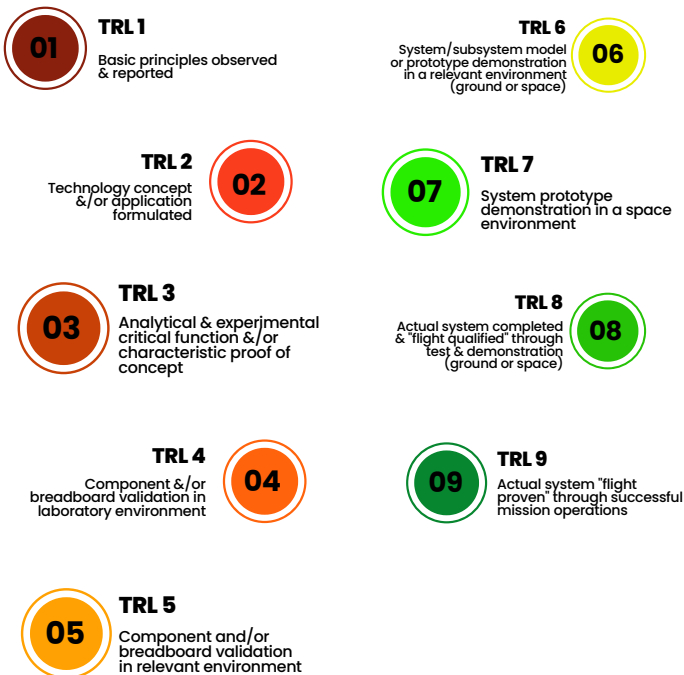 01
TRL 1
Basic principles observed
& reported
TRL 2
Technology concept
&/or application
formulated
02
03
TRL 3
Analytical & experimental
critical function &/or
characteristic proof of
concept
TRL 4
Component &/or
breadboard validation in
laboratory environment
04
05
TRL 5
Component and/or
breadboard validation
in relevant environment
TRL 6
System/subsystem model
or prototype demonstration
in a relevant environment
(ground or space)
06
07
TRL 7
System prototype
demonstration in a space
environment
TRL 8
Actual system completed
& "flight qualified" through
test & demonstration
(ground or space)
08
09
TRL 9
Actual system "flight
proven" through successful
mission operations